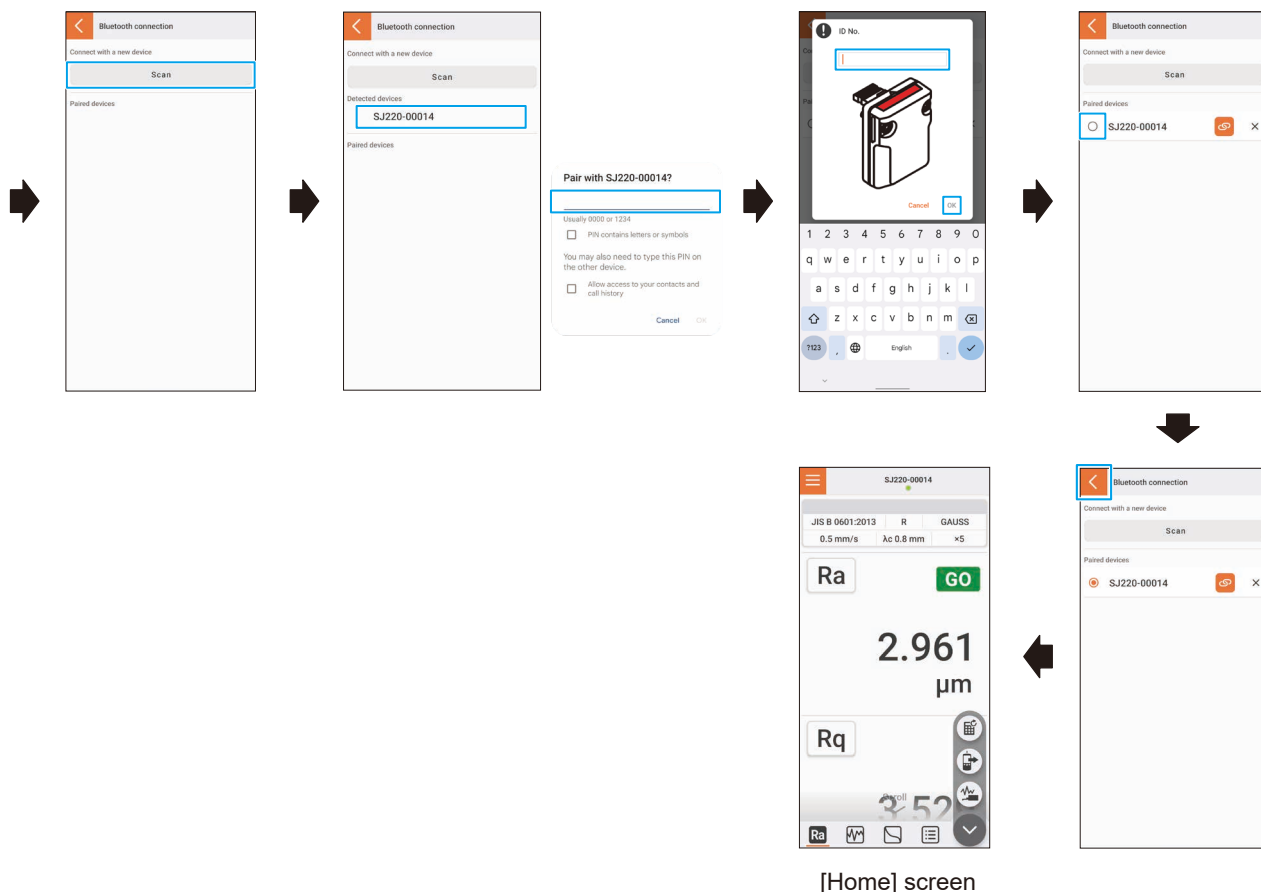 Bluetooth connection
Connect with a new device
Scan
Paired devices
Bluetooth connection
Connect with a new device
Scan
Detected devices
SJ220-00014
Paired devices
Pair with SJ220-00014?
Usually 0000 or 1234
PIN contains letters or symbols
You may also need to type this PIN on
the other device.
Allow access to your contacts and
call history
Cancel OK
ID No.
Cancel OK
1 2 3 4 5 6 7 8 9 0
q w e r t y u i o p
a s d f g h j k l
z x c v b n m
?123 , English .
Bluetooth connection
Connect with a new device
Scan
Paired devices
SJ220-00014
Bluetooth connection
Connect with a new device
Scan
Paired devices
SJ220-00014
SJ220-00014
JIS B 0601:2013 R GAUSS
0.5 mm/s λc 0.8 mm ×5
Ra GO
2.961
µm
Rq
Scroll
3.52
Ra
[Home] screen